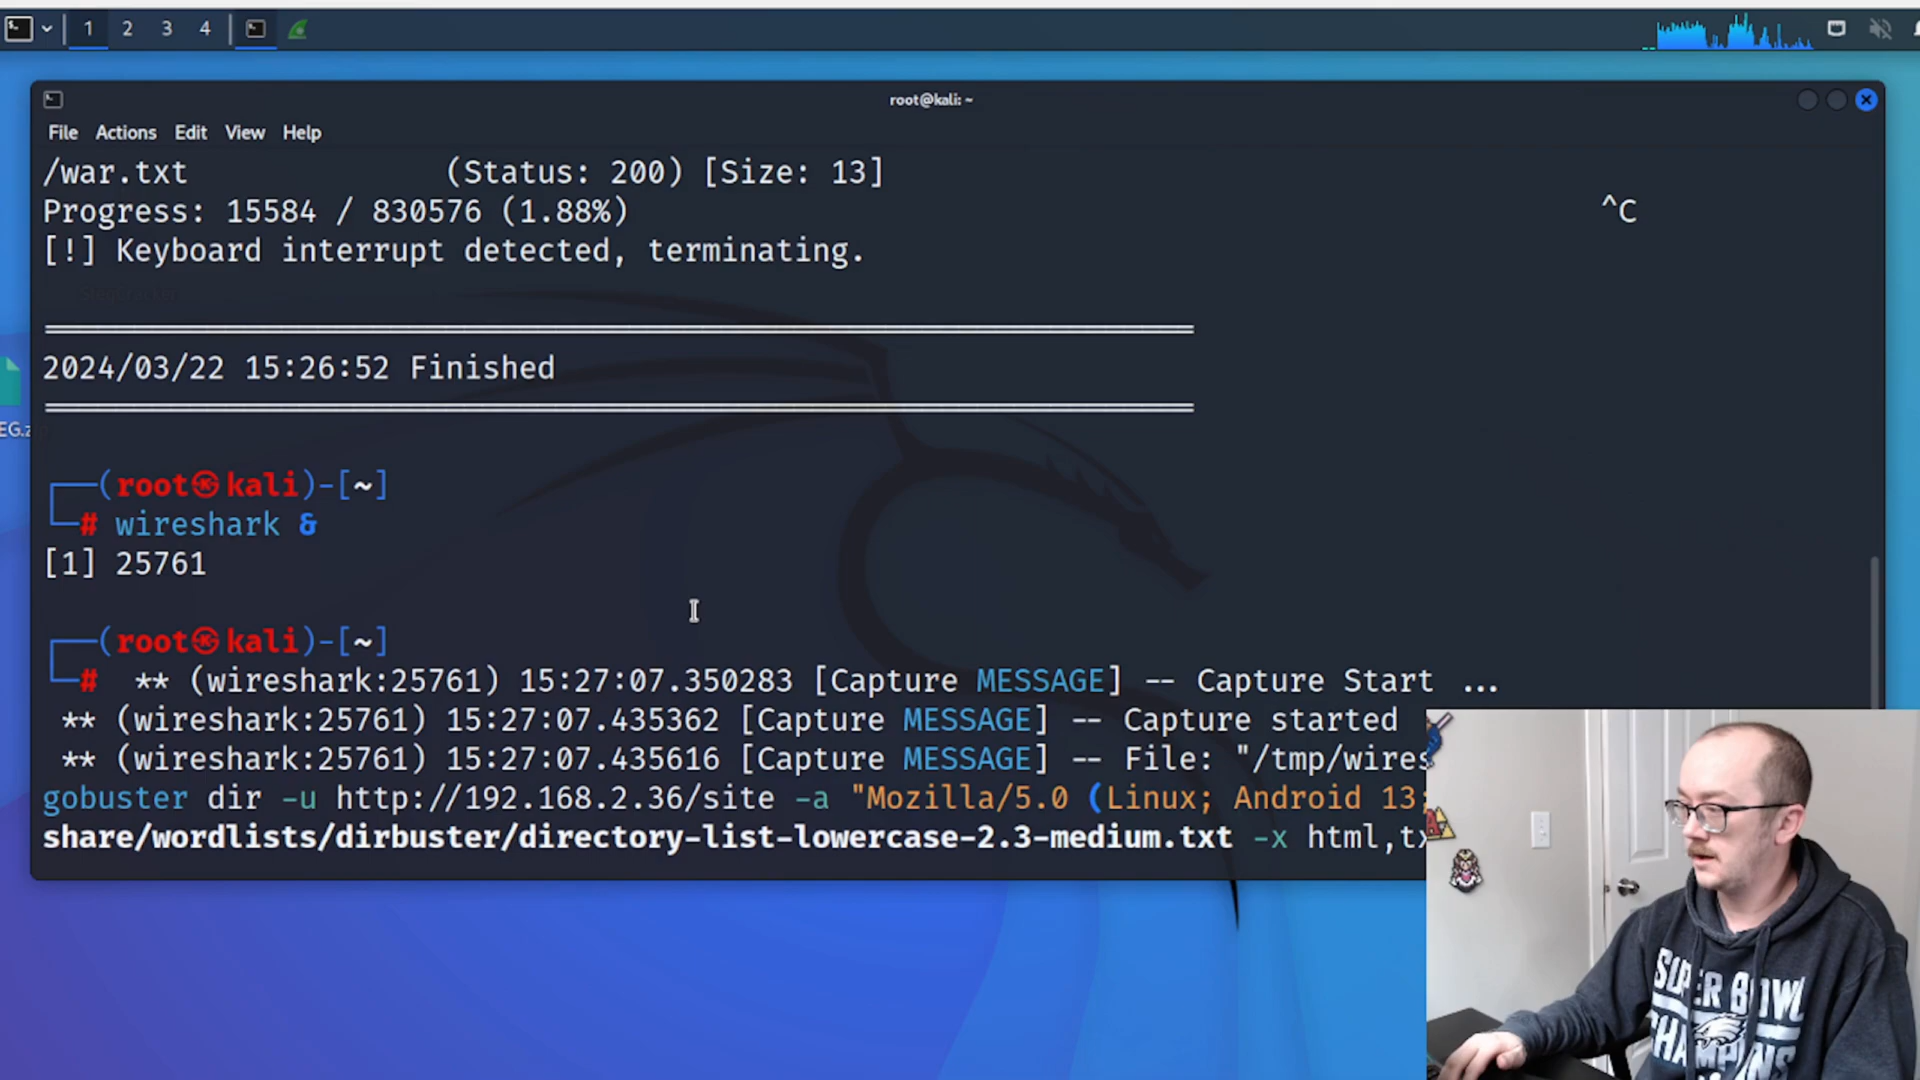 1 2 3 4
root@kali: ~
File Actions Edit View Help
/war.txt (Status: 200) [Size: 13]
Progress: 15584 / 830576 (1.88%) ^C
[!] Keyboard interrupt detected, terminating.
2024/03/22 15:26:52 Finished
EG.z
(root㉿kali)-[~]
# wireshark &
[1] 25761
(root㉿kali)-[~]
# ** (wireshark:25761) 15:27:07.350283 [Capture MESSAGE] -- Capture Start ...
** (wireshark:25761) 15:27:07.435362 [Capture MESSAGE] -- Capture started
** (wireshark:25761) 15:27:07.435616 [Capture MESSAGE] -- File: "/tmp/wires
gobuster dir -u http://192.168.2.36/site -a "Mozilla/5.0 (Linux; Android 13;
share/wordlists/dirbuster/directory-list-lowercase-2.3-medium.txt -x html,tx
SUPER BOWL
CHAMPIONS